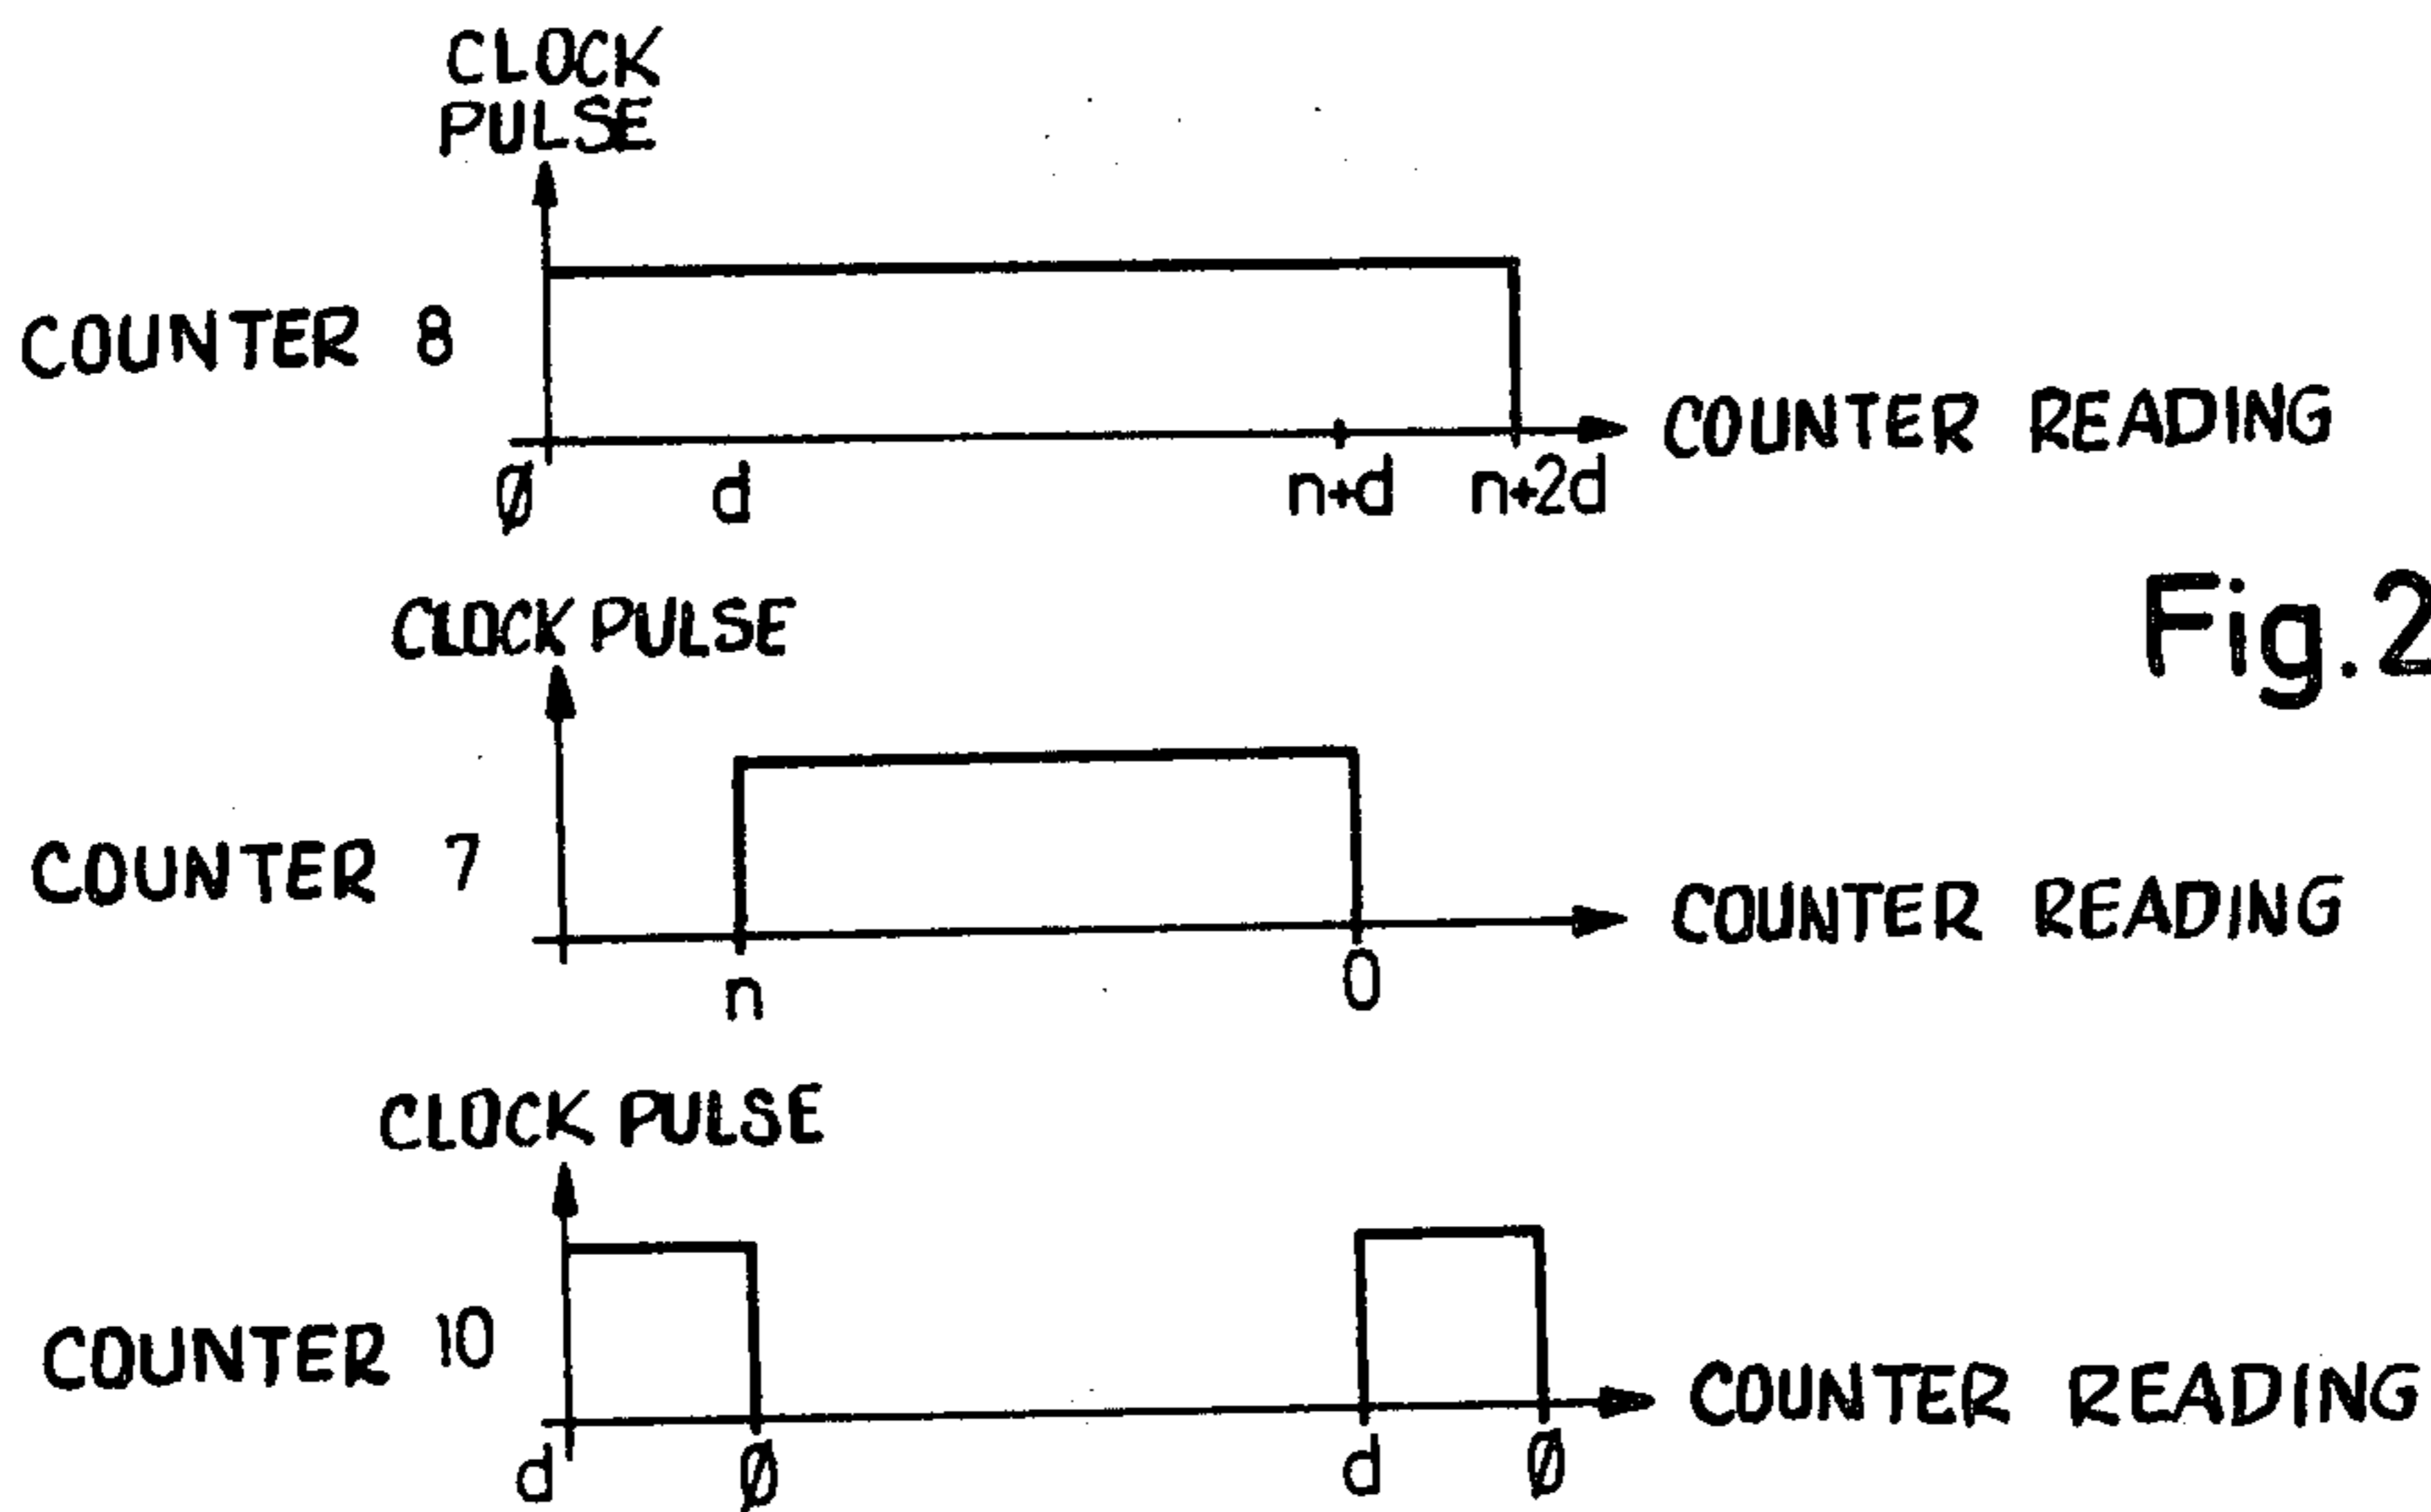 CLOCK
PULSE
COUNTER 8
COUNTER READING
Ø d n+d n+2d
Fig.2
CLOCK PULSE
COUNTER 7
COUNTER READING
n 0
CLOCK PULSE
COUNTER 10
COUNTER READING
d Ø d Ø